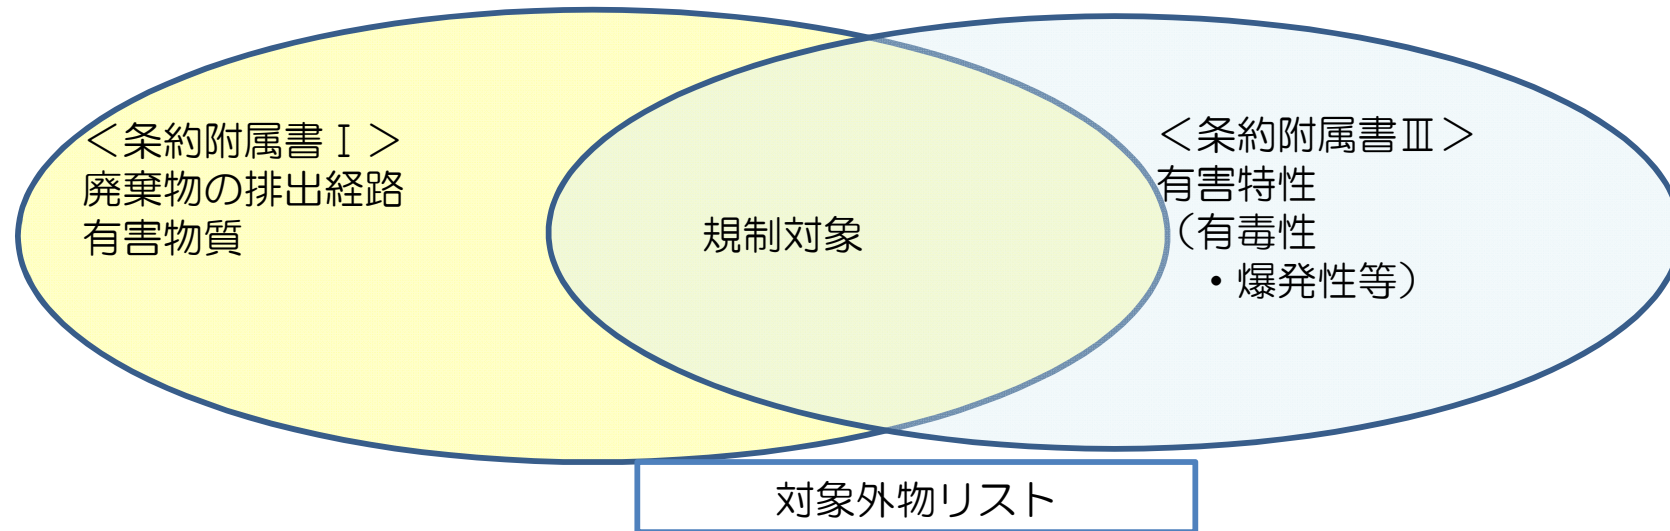 ＜条約附属書Ⅰ＞
廃棄物の排出経路
有害物質
規制対象
＜条約附属書Ⅲ＞
有害特性
（有毒性
・爆発性等）
対象外物リスト